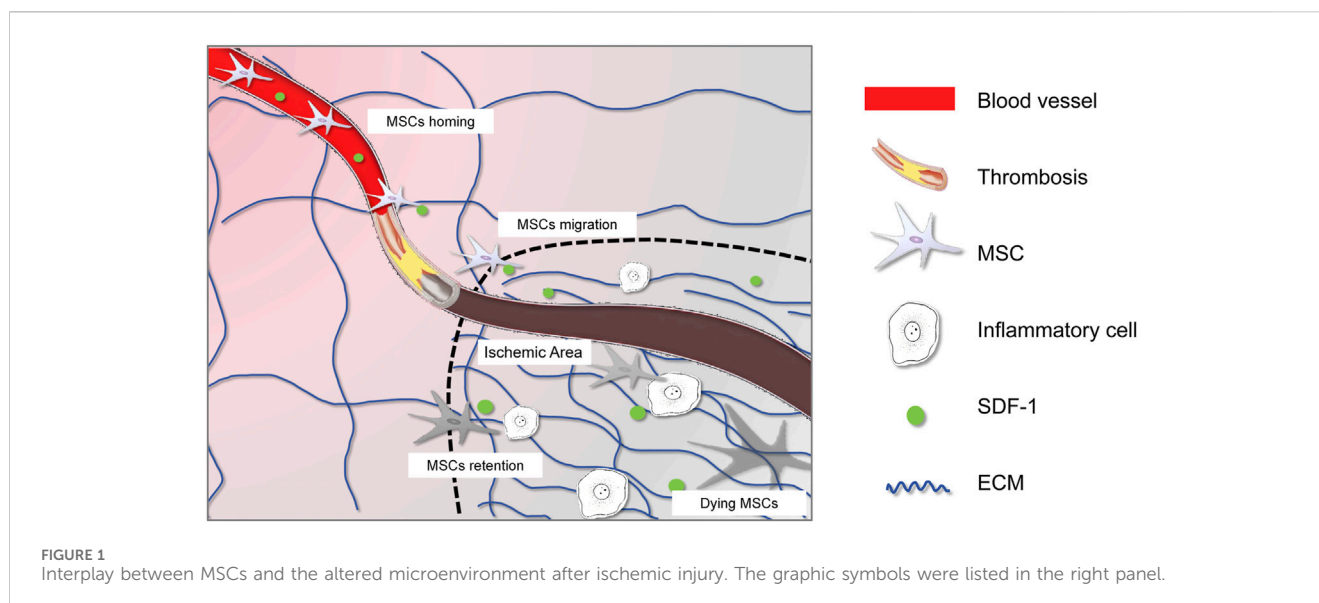 MSCs homing
MSCs migration
Ischemic Area
MSCs retention
Dying MSCs
Blood vessel
Thrombosis
MSC
Inflammatory cell
SDF-1
ECM
FIGURE 1
Interplay between MSCs and the altered microenvironment after ischemic injury. The graphic symbols were listed in the right panel.